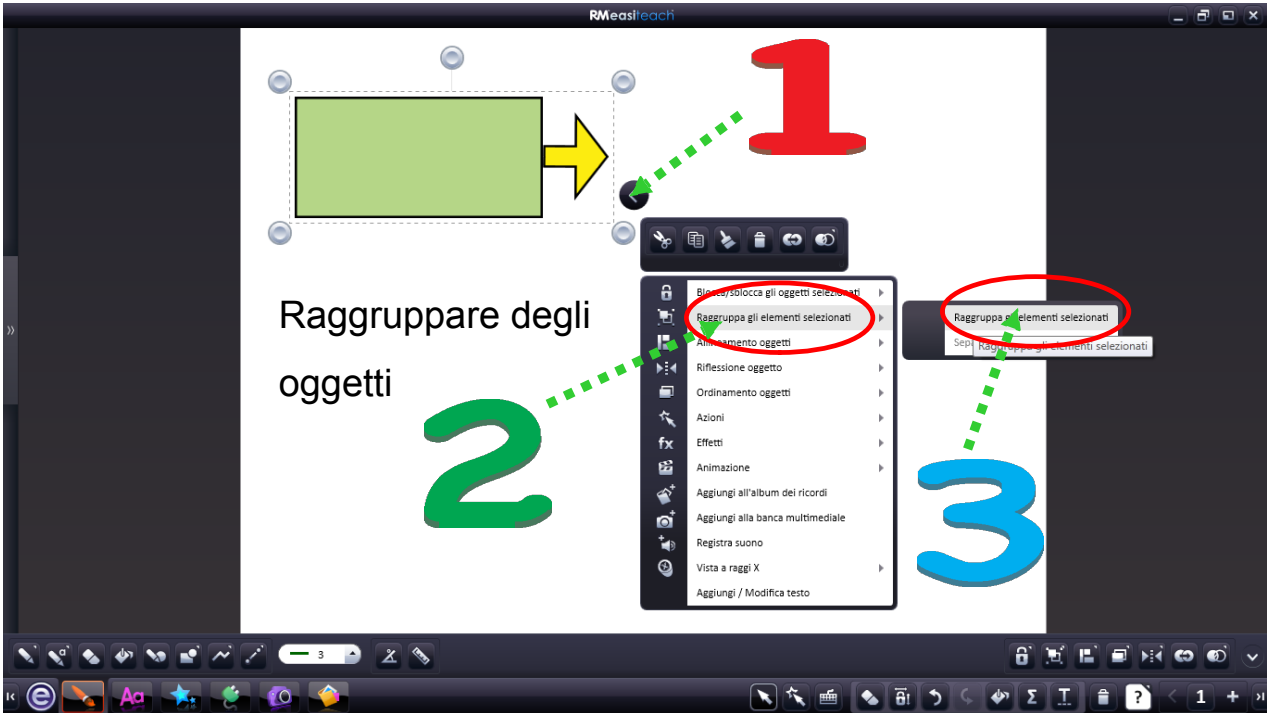 RMeasiteach
1
Raggruppare degli
oggetti
2
Blocca/sblocca gli oggetti selezionati
Raggruppa gli elementi selezionati
Allineamento oggetti
Riflessione oggetto
Ordinamento oggetti
Azioni
fx Effetti
Animazione
Aggiungi all'album dei ricordi
Aggiungi alla banca multimediale
Registra suono
Vista a raggi X
Aggiungi / Modifica testo
Raggruppa gli elementi selezionati
Raggruppa gli elementi selezionati
3
3
e Aa Σ T ? 1 +